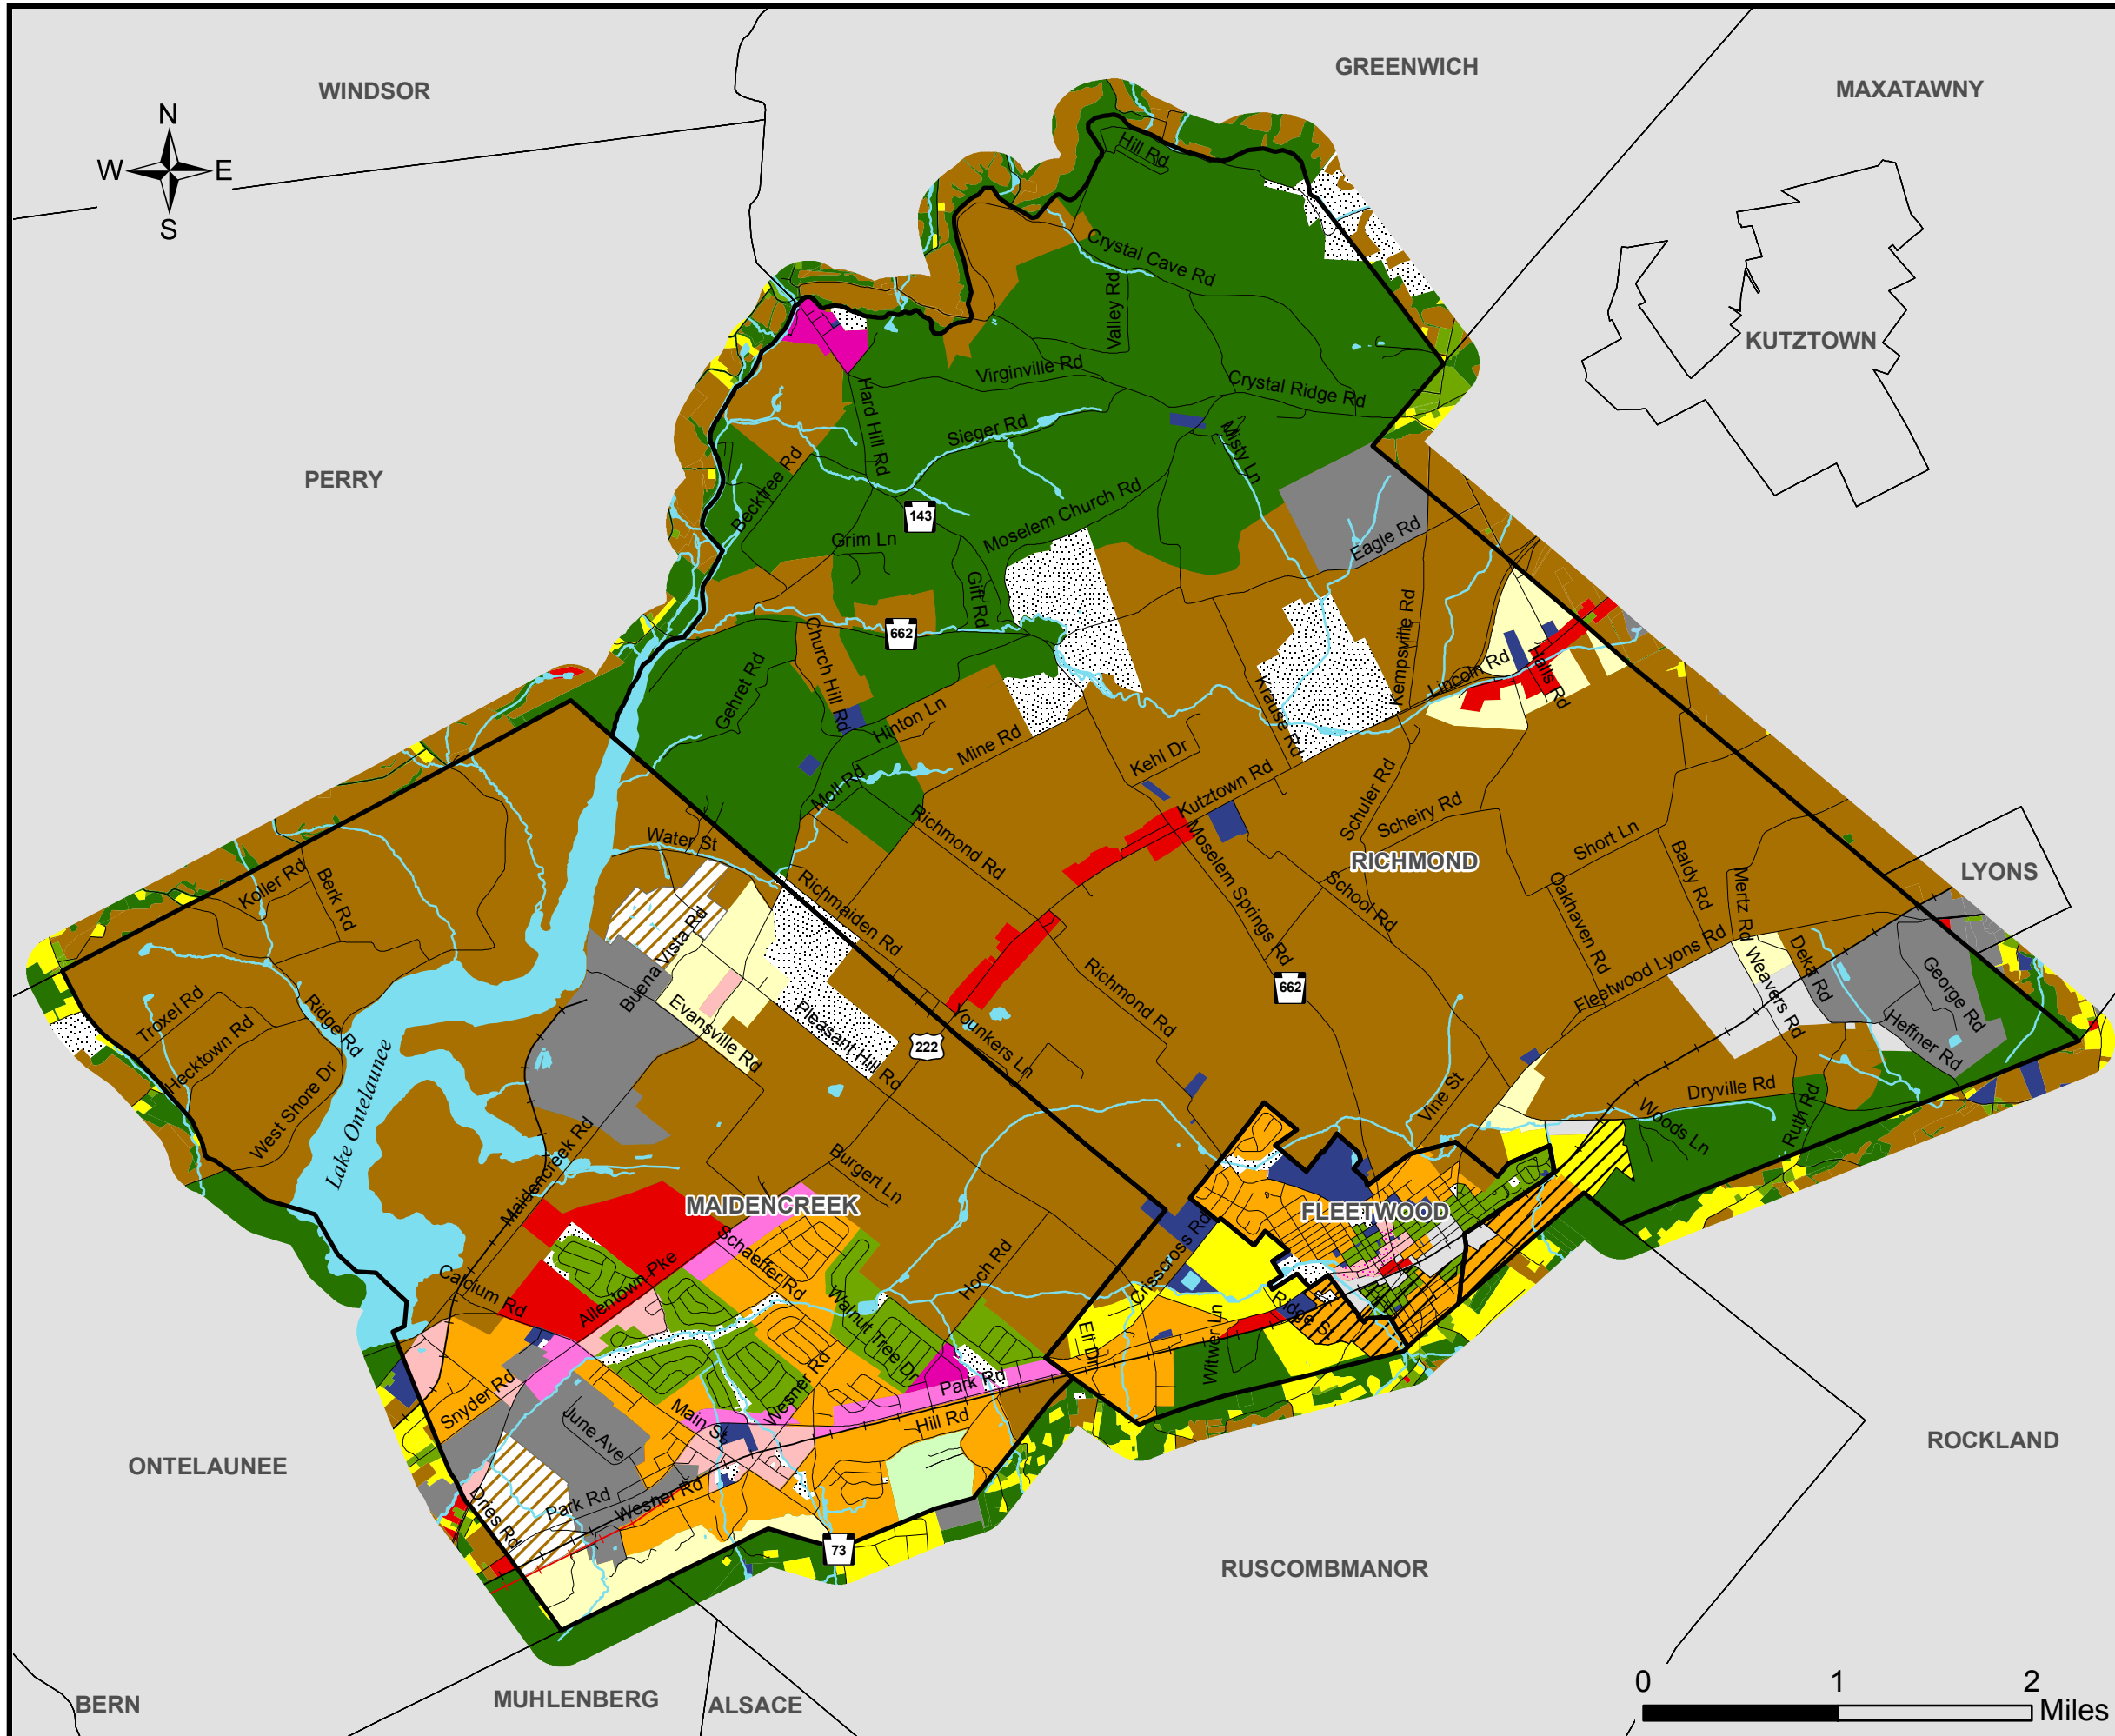 GREENWICH
WINDSOR
MAXATAWNY
N
W E
S
Hill Rd
Crystal Cave Rd
Valley Rd
KUTZTOWN
Virginville Rd
Crystal Ridge Rd
Hard Hill Rd
Sieger Rd
Misty Ln
PERRY
Becktree Rd
143
Moselem Church Rd
Grim Ln
Eagle Rd
Gift Rd
662
Church Hill Rd
Kempsville Rd
Gehret Rd
Lincoln Rd
Hains Rd
Krause Rd
Hinton Ln
Mine Rd
Kehl Dr
Moll Rd
Kutztown Rd
Schuler Rd
Richmond Rd
Scheiry Rd
Water St
Moselem Springs Rd
Short Ln
RICHMOND
Baldy Rd
LYONS
Koller Rd
Berk Rd
Richmaiden Rd
School Rd
Oakhaven Rd
Mertz Rd
Buena Vista Rd
Richmond Rd
Fleetwood Lyons Rd
Deka Rd
Weavers Rd
George Rd
662
Troxel Rd
Ridge Rd
Hecktown Rd
Evansville Rd
Pleasant Hill Rd
222
Younkers Ln
Heffner Rd
West Shore Dr
Lake Ontelaunee
Dryville Rd
Vine St
Woods Ln
Ruth Rd
Maidencreek Rd
Burgert Ln
MAIDENCREEK
FLEETWOOD
Crisscross Rd
Schaeffer Rd
Hoch Rd
Calcium Rd
Allentown Pke
Walnut Tree Dr
Ridge St
Eli Dr
Witwer Ln
Snyder Rd
Wesner Rd
Park Rd
June Ave
Main St
Hill Rd
ONTELAUNEE
ROCKLAND
Dries Rd
Park Rd
Wesner Rd
73
RUSCOMBMANOR
BERN
MUHLENBERG
ALSACE
0 1 2
Miles